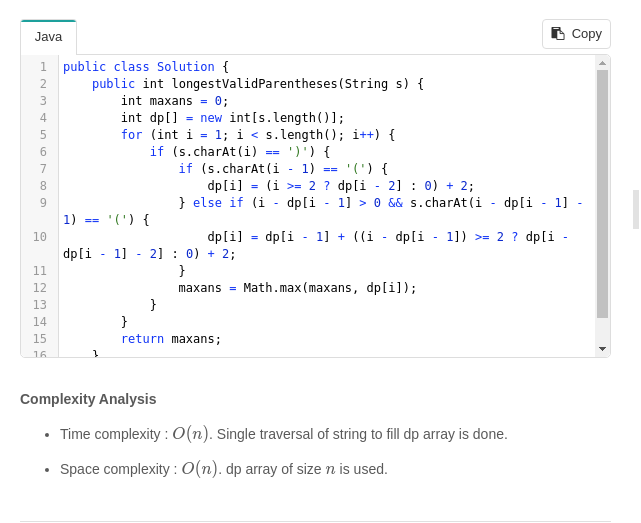 Java
Copy
1 public class Solution {
2     public int longestValidParentheses(String s) {
3         int maxans = 0;
4         int dp[] = new int[s.length()];
5         for (int i = 1; i < s.length(); i++) {
6             if (s.charAt(i) == ')') {
7                 if (s.charAt(i - 1) == '(') {
8                     dp[i] = (i >= 2 ? dp[i - 2] : 0) + 2;
9                 } else if (i - dp[i - 1] > 0 && s.charAt(i - dp[i - 1] -
1) == '(') {
10                     dp[i] = dp[i - 1] + ((i - dp[i - 1]) >= 2 ? dp[i -
dp[i - 1] - 2] : 0) + 2;
11                 }
12                 maxans = Math.max(maxans, dp[i]);
13             }
14         }
15         return maxans;
16     }
Complexity Analysis
• Time complexity : O(n). Single traversal of string to fill dp array is done.
• Space complexity : O(n). dp array of size n is used.